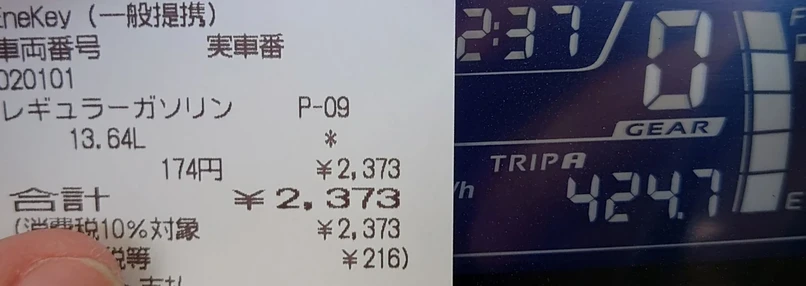 EneKey (一般提携)
車両番号 実車番
020101
レギュラーガソリン P-09
13.64L *
174円 ¥2,373
合計 ¥2,373
(消費税10%対象 ¥2,373
税等 ¥216)
2:37
0
GEAR
TRIP A
424.7
E